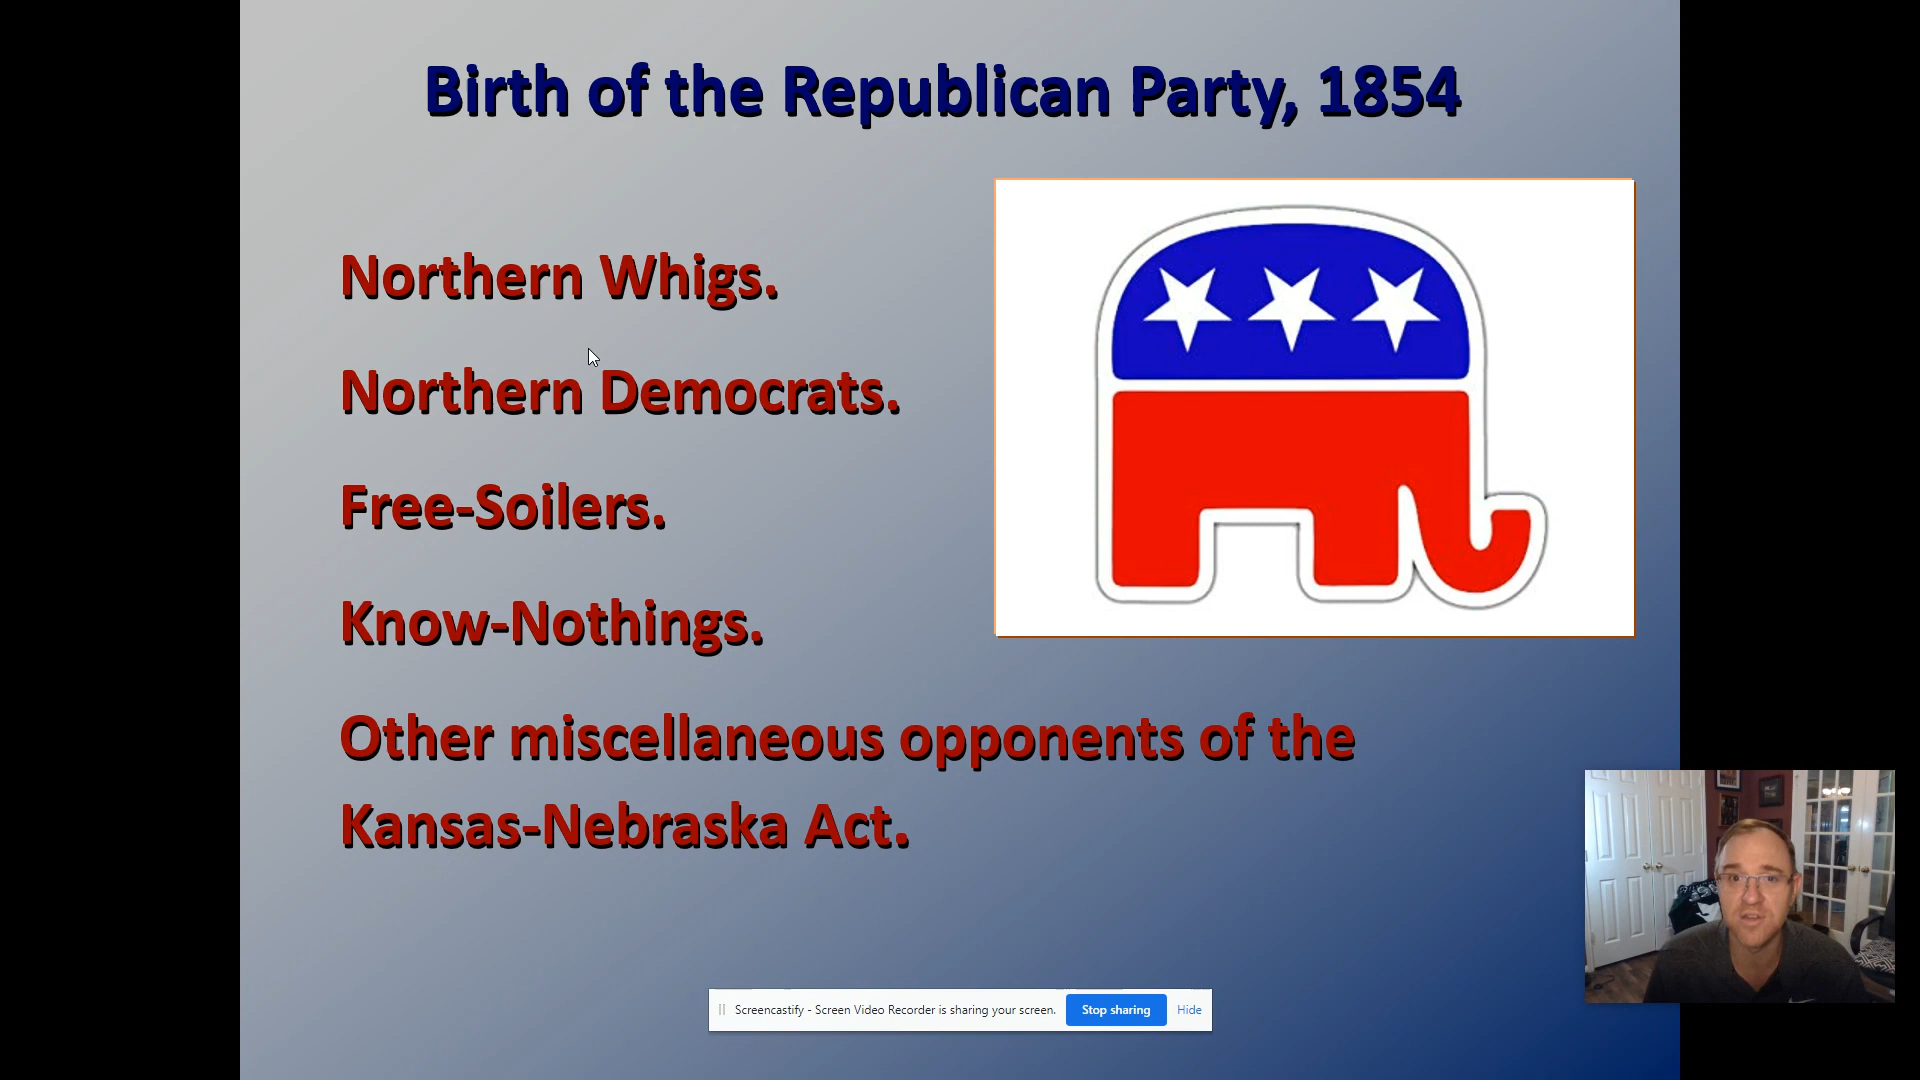 Birth of the Republican Party, 1854
Northern Whigs.
Northern Democrats.
Free-Soilers.
Know-Nothings.
Other miscellaneous opponents of the
Kansas-Nebraska Act.
Screencastify - Screen Video Recorder is sharing your screen. Stop sharing Hide